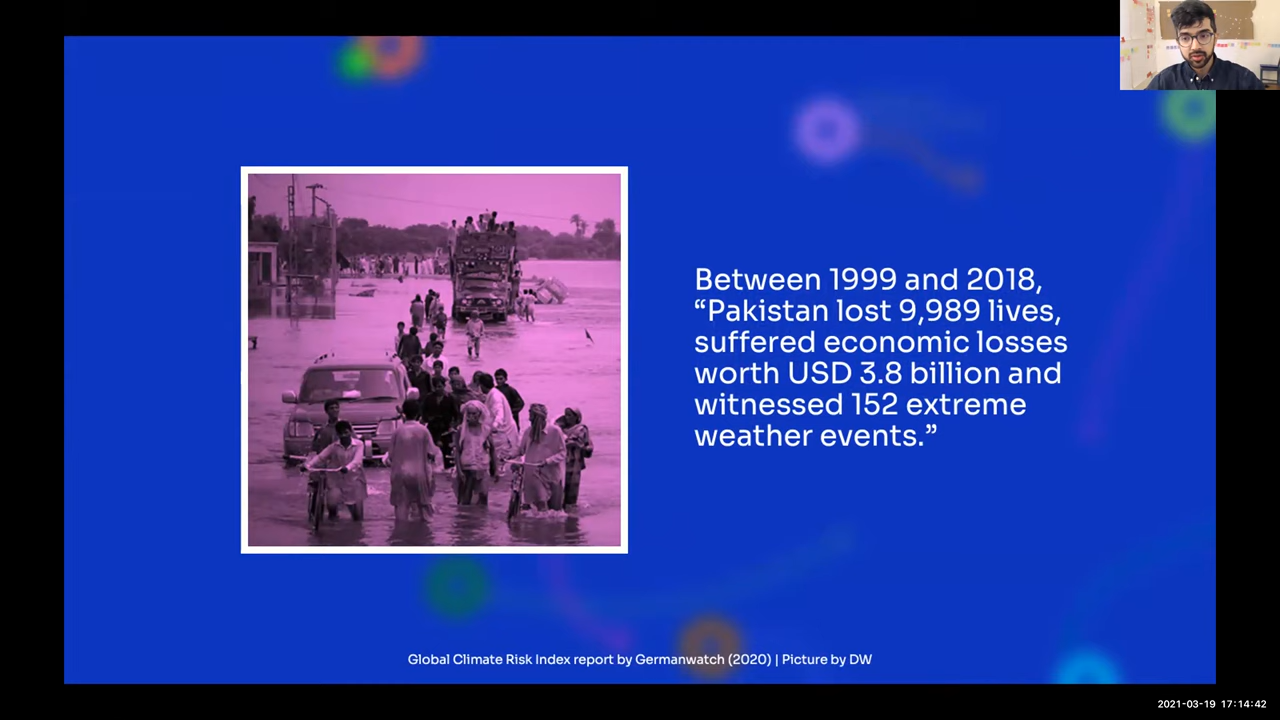 Between 1999 and 2018,
“Pakistan lost 9,989 lives,
suffered economic losses
worth USD 3.8 billion and
witnessed 152 extreme
weather events.”
Global Climate Risk Index report by Germanwatch (2020) | Picture by DW
2021-03-19 17:14:42